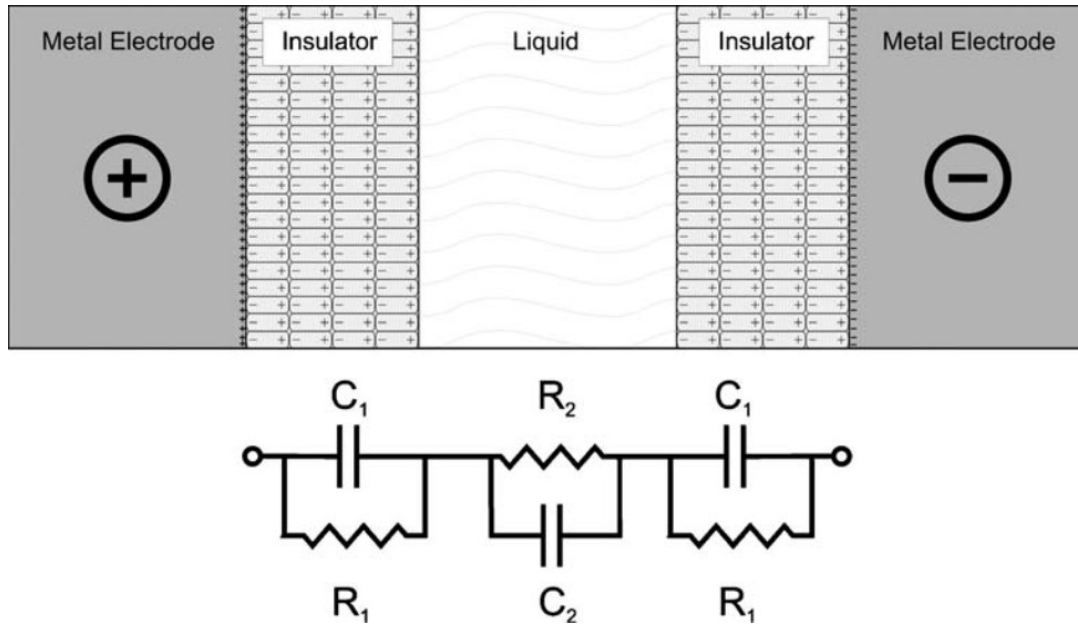 Metal Electrode Insulator Liquid Insulator Metal Electrode
+ −
C₁ R₂ C₁
R₁ C₂ R₁